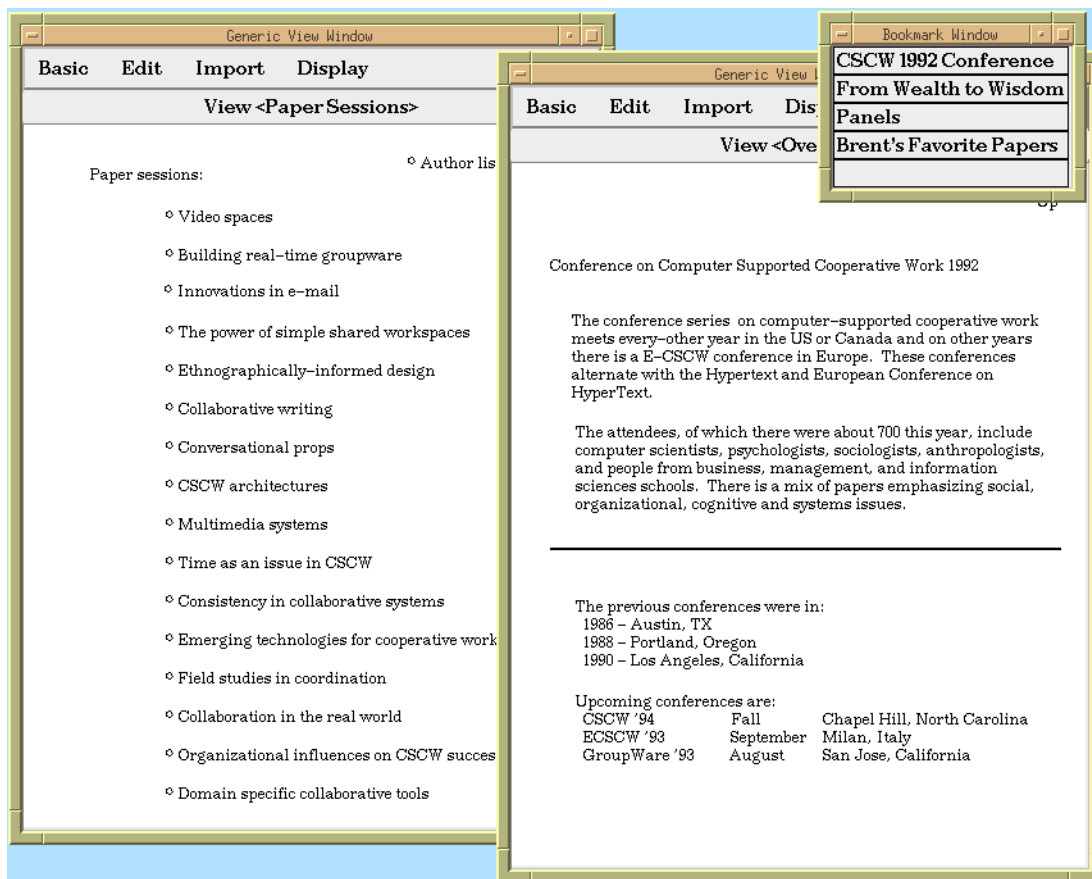 Generic View Window
Basic Edit Import Display
View <Paper Sessions>
Author lis
Paper sessions:
Video spaces
Building real-time groupware
Innovations in e-mail
The power of simple shared workspaces
Ethnographically-informed design
Collaborative writing
Conversational props
CSCW architectures
Multimedia systems
Time as an issue in CSCW
Consistency in collaborative systems
Emerging technologies for cooperative work
Field studies in coordination
Collaboration in the real world
Organizational influences on CSCW succes
Domain specific collaborative tools
Generic View
Basic Edit Import Dis
View <Ove
Conference on Computer Supported Cooperative Work 1992
The conference series on computer-supported cooperative work
meets every-other year in the US or Canada and on other years
there is a E-CSCW conference in Europe. These conferences
alternate with the Hypertext and European Conference on
HyperText.
The attendees, of which there were about 700 this year, include
computer scientists, psychologists, sociologists, anthropologists,
and people from business, management, and information
sciences schools. There is a mix of papers emphasizing social,
organizational, cognitive and systems issues.
The previous conferences were in:
1986 - Austin, TX
1988 - Portland, Oregon
1990 - Los Angeles, California
Upcoming conferences are:
CSCW '94 Fall Chapel Hill, North Carolina
ECSCW '93 September Milan, Italy
GroupWare '93 August San Jose, California
Bookmark Window
CSCW 1992 Conference
From Wealth to Wisdom
Panels
Brent's Favorite Papers